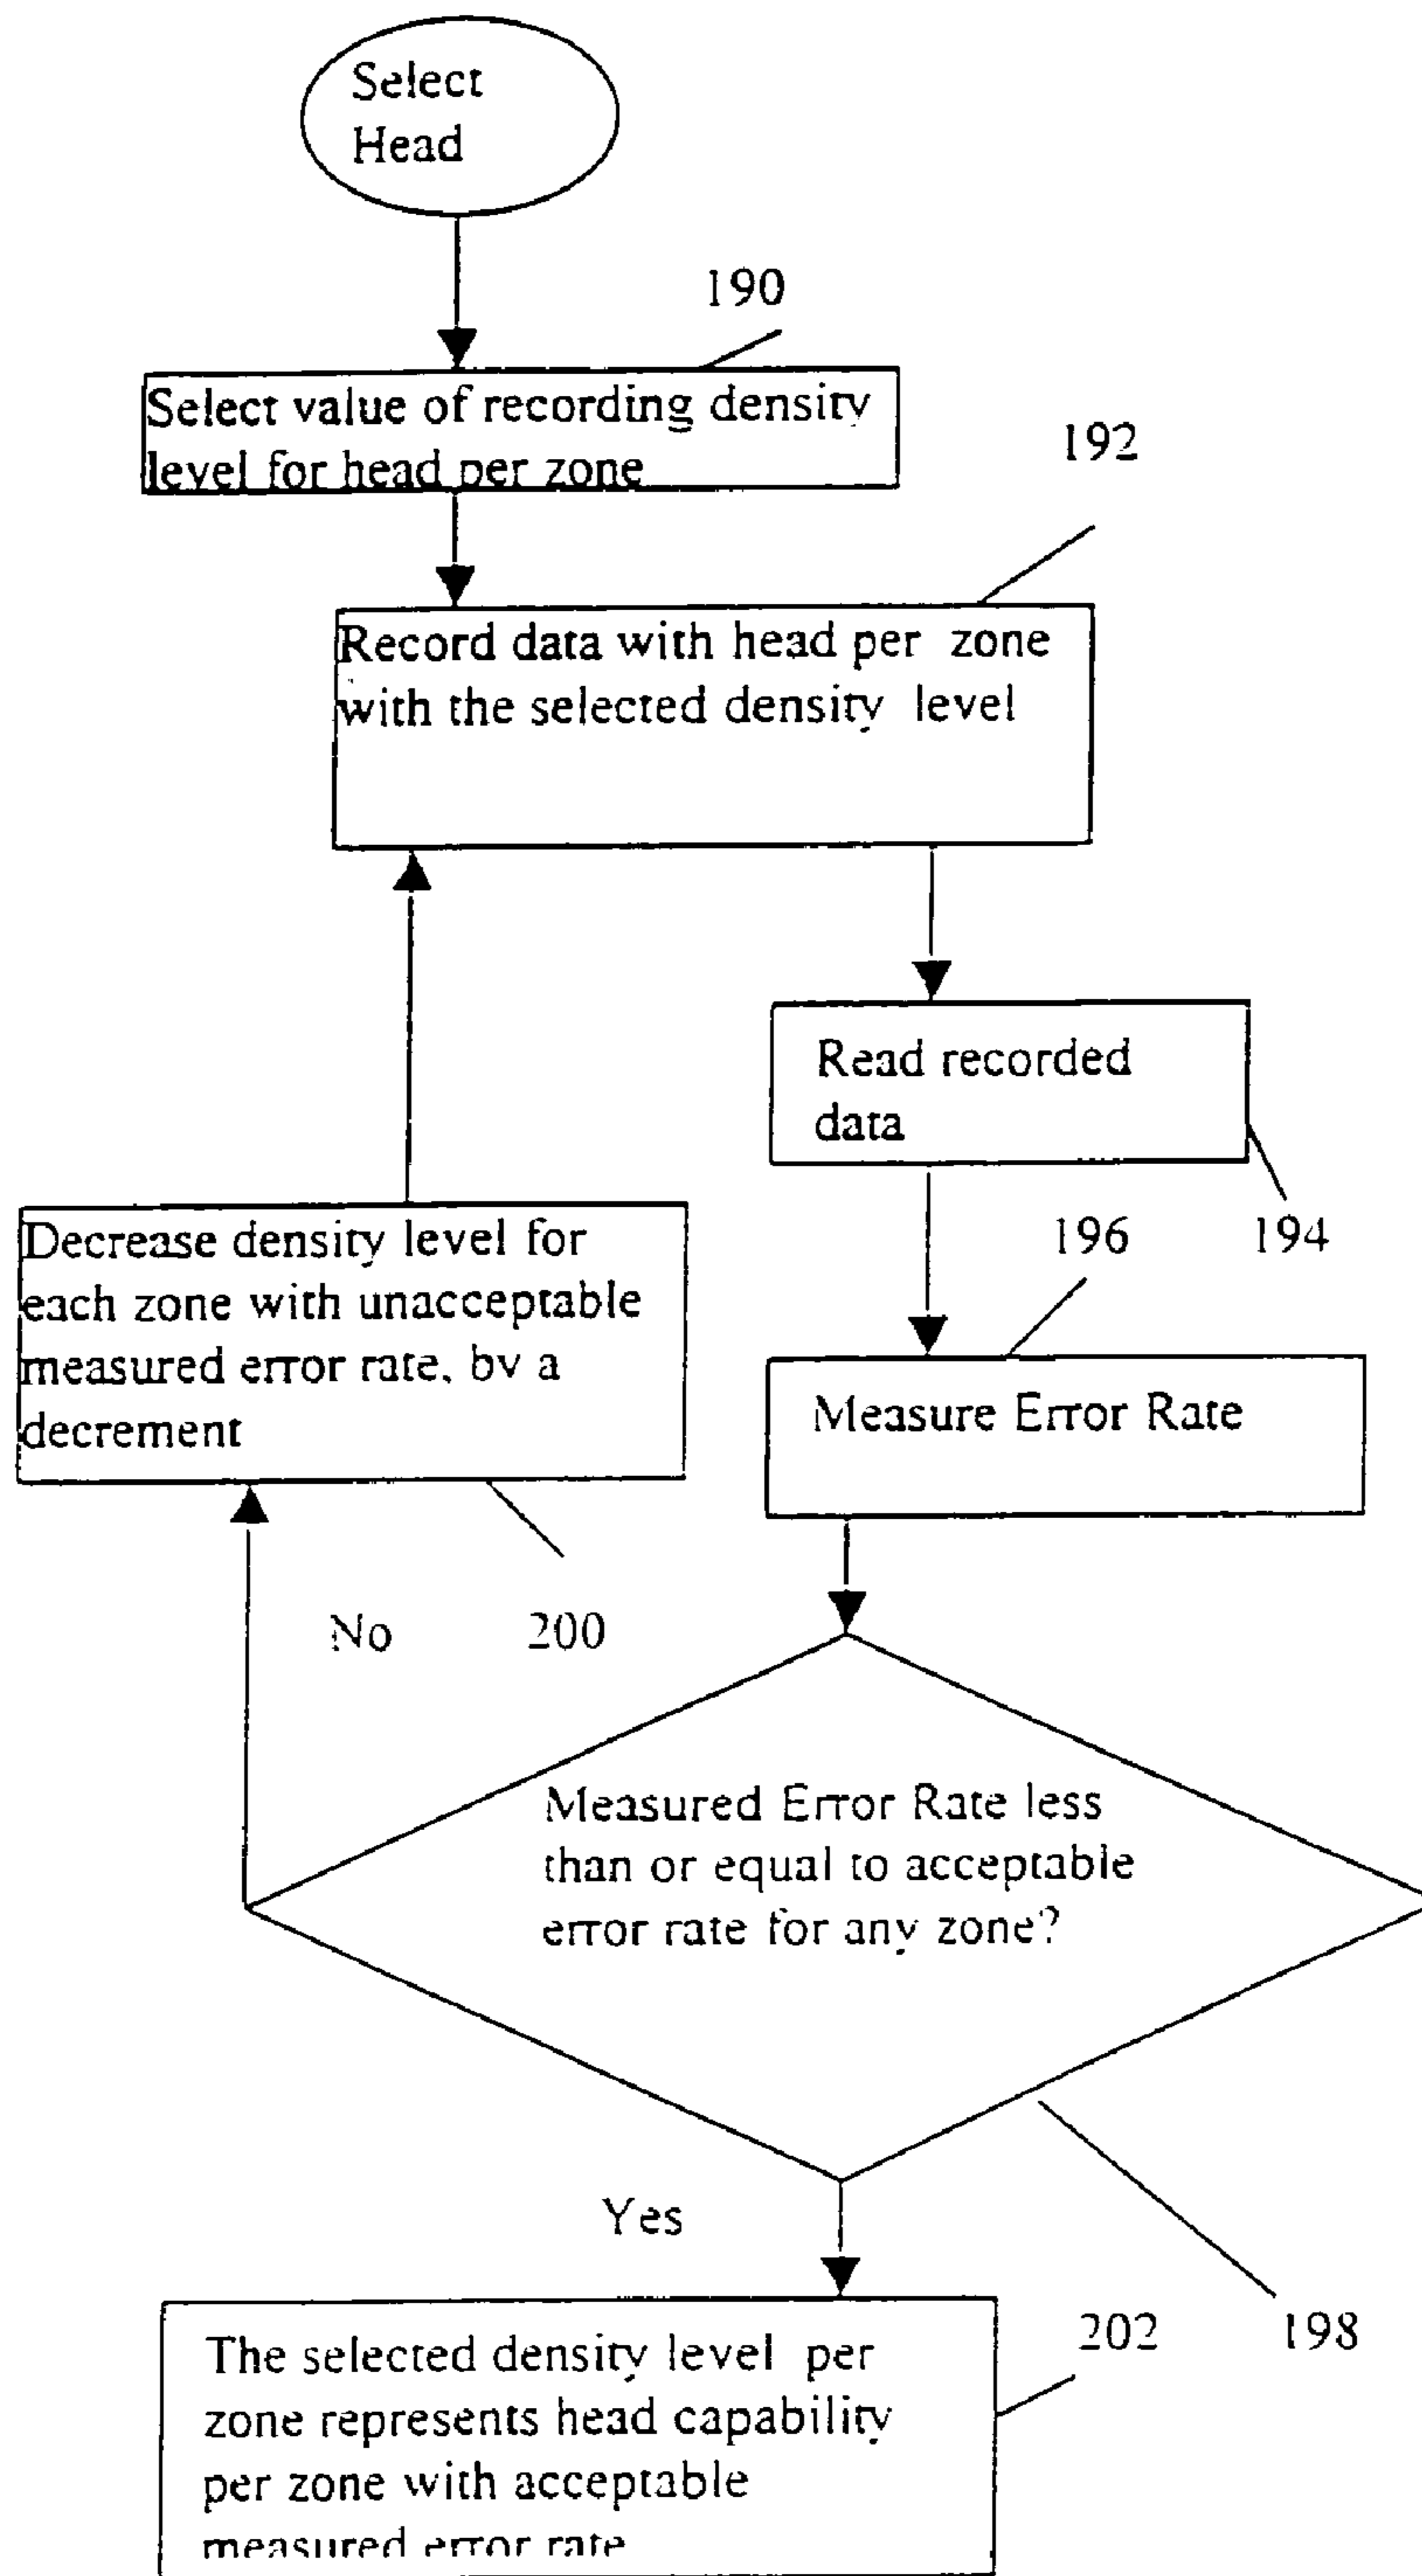 Select
Head
190
Select value of recording density
level for head per zone
192
Record data with head per zone
with the selected density level
Read recorded
data
194
196
Decrease density level for
each zone with unacceptable
measured error rate, by a
decrement
Measure Error Rate
No
200
Measured Error Rate less
than or equal to acceptable
error rate for any zone?
Yes
198
202
The selected density level per
zone represents head capability
per zone with acceptable
measured error rate